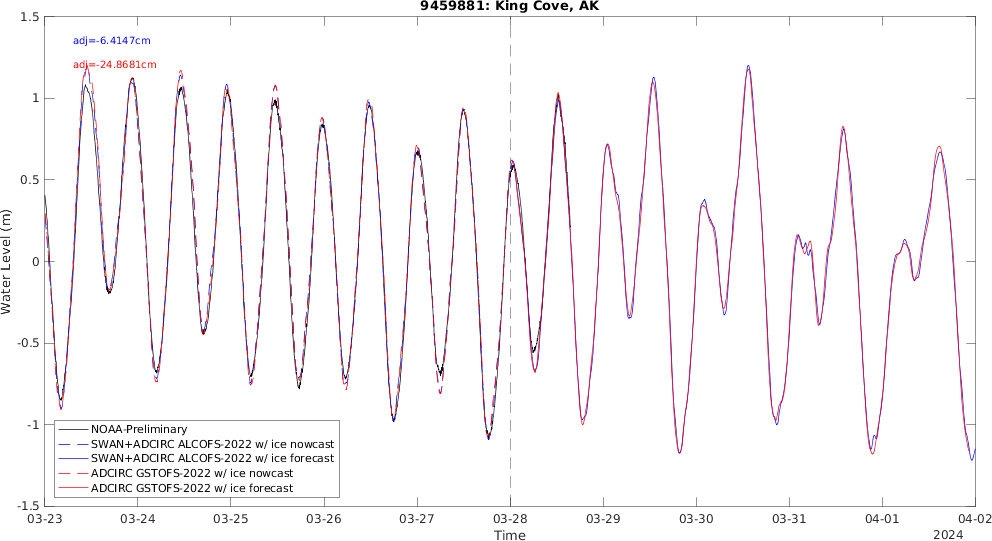 9459881: King Cove, AK
adj=-6.4147cm
adj=-24.8681cm
Water Level (m)
1.5
1
0.5
0
-0.5
-1
-1.5
NOAA-Preliminary
SWAN+ADCIRC ALCOFS-2022 w/ ice nowcast
SWAN+ADCIRC ALCOFS-2022 w/ ice forecast
ADCIRC GSTOFS-2022 w/ ice nowcast
ADCIRC GSTOFS-2022 w/ ice forecast
03-23 03-24 03-25 03-26 03-27 03-28 03-29 03-30 03-31 04-01 04-02
Time
2024